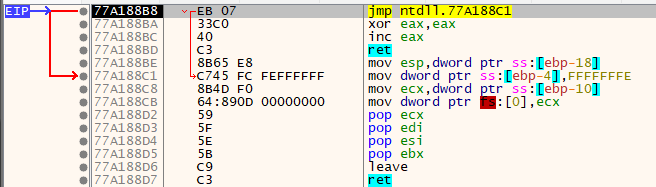 EIP 77A188B8 EB 07 jmp ntdll.77A188C1
77A188BA 33C0 xor eax,eax
77A188BC 40 inc eax
77A188BD C3 ret
77A188BE 8B65 E8 mov esp,dword ptr ss:[ebp-18]
77A188C1 C745 FC FEFFFFFF mov dword ptr ss:[ebp-4],FFFFFFFE
77A188C8 8B4D F0 mov ecx,dword ptr ss:[ebp-10]
77A188CB 64:890D 00000000 mov dword ptr fs:[0],ecx
77A188D2 59 pop ecx
77A188D3 5F pop edi
77A188D4 5E pop esi
77A188D5 5B pop ebx
77A188D6 C9 leave
77A188D7 C3 ret